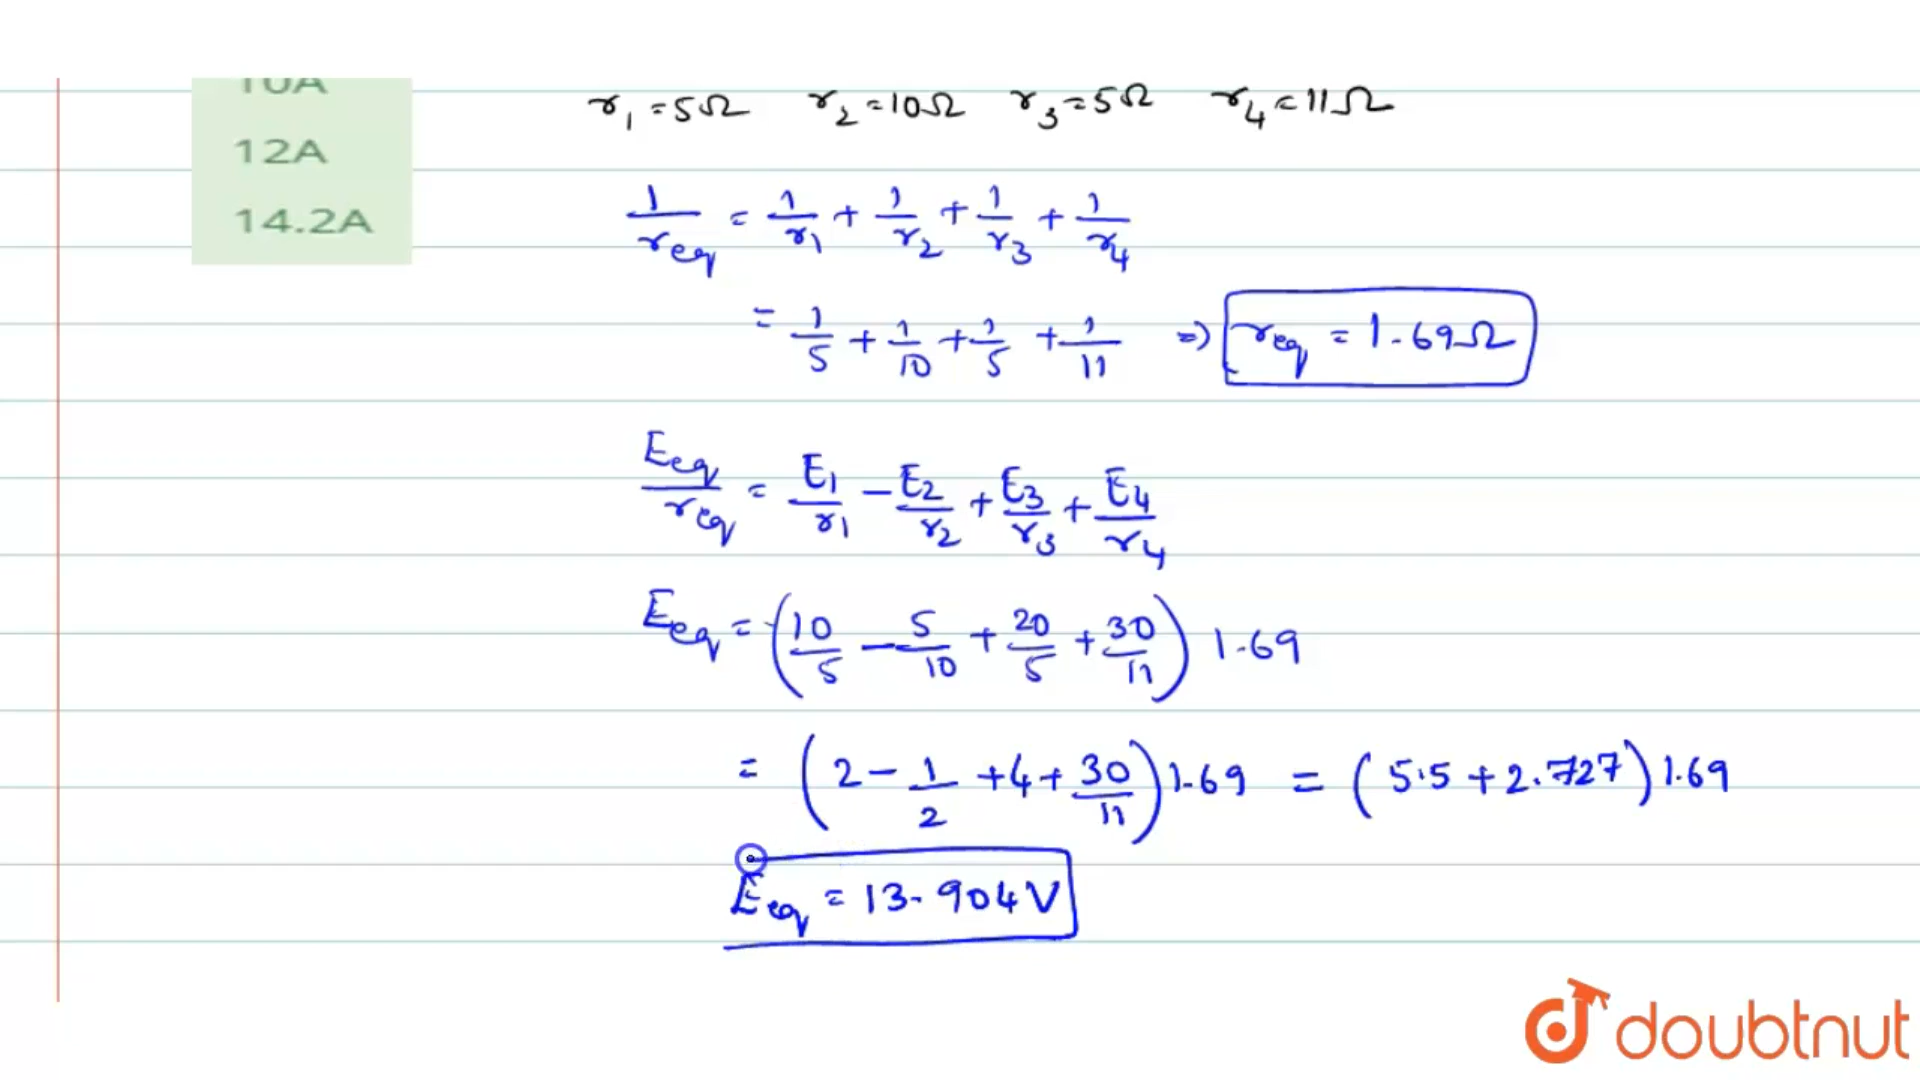 10A
12A
14.2A
r₁ = 5Ω r₂ = 10Ω r₃ = 5Ω r₄ = 11Ω
1/r_eq = 1/r₁ + 1/r₂ + 1/r₃ + 1/r₄
= 1/5 + 1/10 + 1/5 + 1/11 ⇒ r_eq = 1.69Ω
E_eq/r_eq = E₁/r₁ - E₂/r₂ + E₃/r₃ + E₄/r₄
E_eq = (10/5 - 5/10 + 20/5 + 30/11) 1.69
= (2 - 1/2 + 4 + 30/11) 1.69 = (5.5 + 2.727) 1.69
E_eq = 13.904V
doubtnut